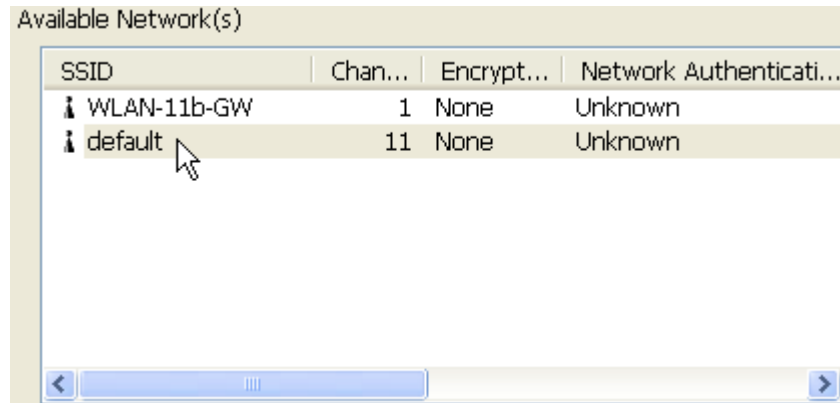 Available Network(s)
SSID Chan... Encrypt... Network Authenticati...
WLAN-11b-GW 1 None Unknown
default 11 None Unknown